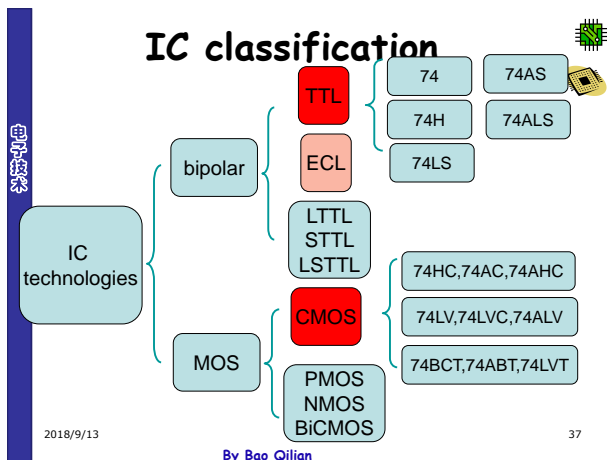 IC classification
电子技术
IC
technologies
bipolar
MOS
TTL
ECL
LTTL
STTL
LSTTL
CMOS
PMOS
NMOS
BiCMOS
74
74AS
74H
74ALS
74LS
74HC,74AC,74AHC
74LV,74LVC,74ALV
74BCT,74ABT,74LVT
2018/9/13
By Bao Qilian
37